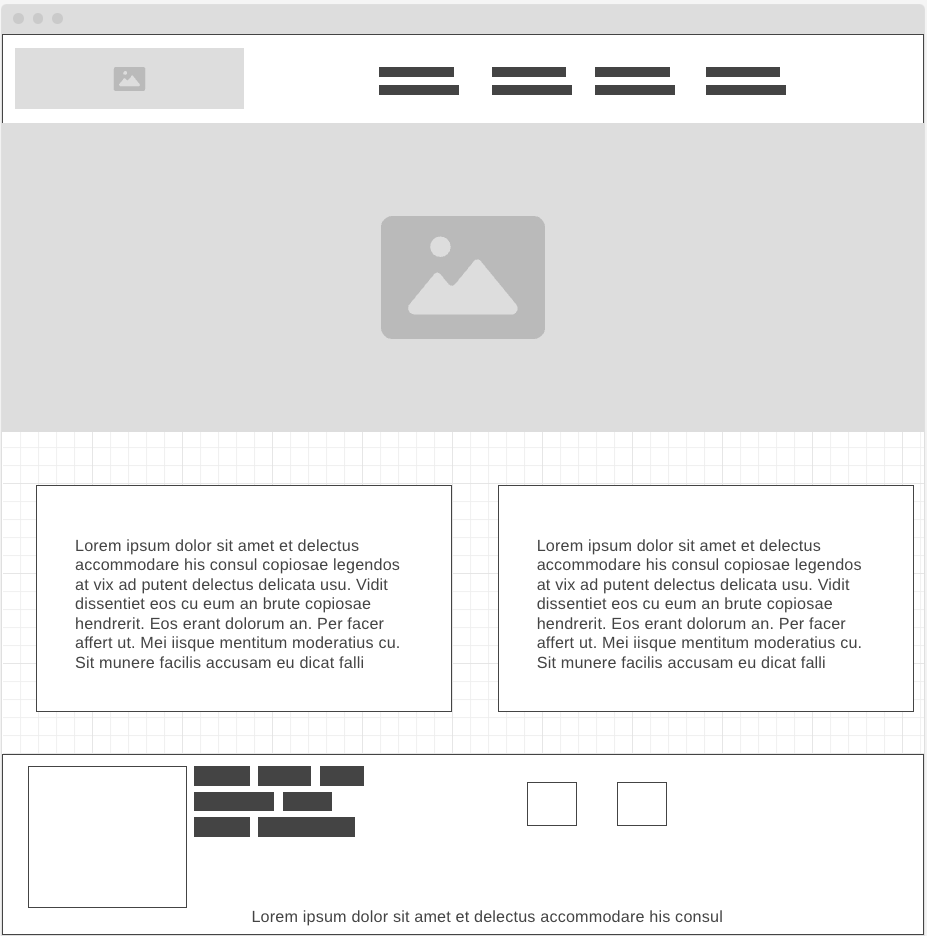 Lorem ipsum dolor sit amet et delectus
accommodare his consul copiosae legendos
at vix ad putent delectus delicata usu. Vidit
dissentiet eos cu eum an brute copiosae
hendrerit. Eos erant dolorum an. Per facer
affert ut. Mei iisque mentitum moderatius cu.
Sit munere facilis accusam eu dicat falli
Lorem ipsum dolor sit amet et delectus
accommodare his consul copiosae legendos
at vix ad putent delectus delicata usu. Vidit
dissentiet eos cu eum an brute copiosae
hendrerit. Eos erant dolorum an. Per facer
affert ut. Mei iisque mentitum moderatius cu.
Sit munere facilis accusam eu dicat falli
Lorem ipsum dolor sit amet et delectus accommodare his consul